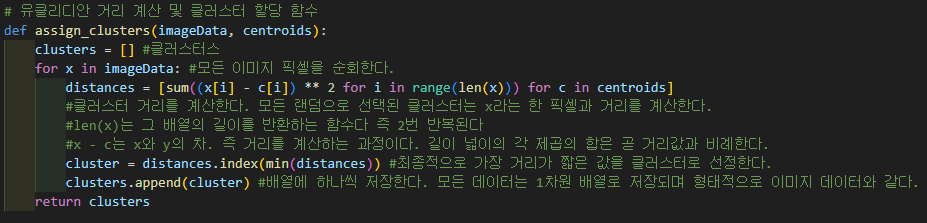 # 유클리디안 거리 계산 및 클러스터 할당 함수
def assign_clusters(imageData, centroids):
    clusters = [] #클러스터스
    for x in imageData: #모든 이미지 픽셀을 순회한다.
        distances = [sum((x[i] - c[i]) ** 2 for i in range(len(x))) for c in centroids]
        #클러스터 거리를 계산한다. 모든 랜덤으로 선택된 클러스터는 x라는 한 픽셀과 거리를 계산한다.
        #len(x)는 그 배열의 길이를 반환하는 함수다 즉 2번 반복된다
        #x - c는 x와 y의 차. 즉 거리를 계산하는 과정이다. 길이 넓이의 각 제곱의 합은 곧 거리값과 비례한다.
        cluster = distances.index(min(distances)) #최종적으로 가장 거리가 짧은 값을 클러스터로 선정한다.
        clusters.append(cluster) #배열에 하나씩 저장한다. 모든 데이터는 1차원 배열로 저장되며 형태적으로 이미지 데이터와 같다.
    return clusters